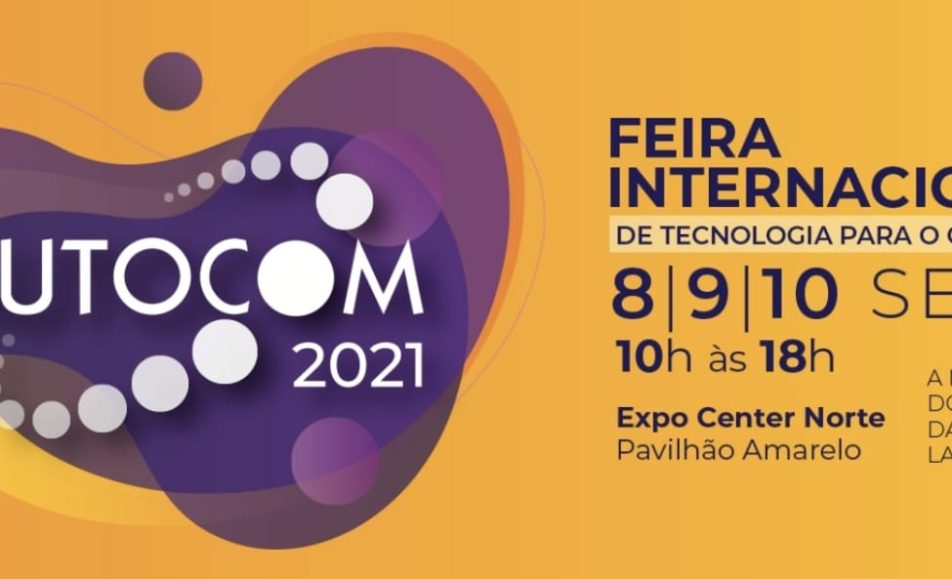 UTOCOM
2021
FEIRA
INTERNACIO
DE TECNOLOGIA PARA O C
8|9|10 SE
10h às 18h
Expo Center Norte
Pavilhão Amarelo
A
DO
DA
LA